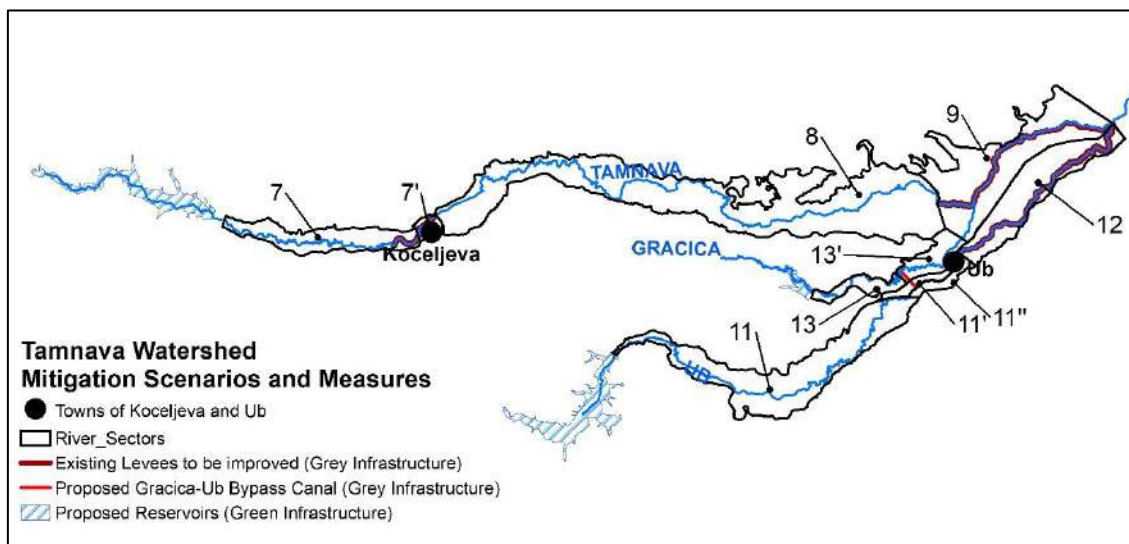 9
8
7
7'
TAMNAVA
12
Koceljeva
GRACICA
13'
Ub
13
11'
11"
11
UB
Tamnava Watershed
Mitigation Scenarios and Measures
Towns of Koceljeva and Ub
River_Sectors
Existing Levees to be improved (Grey Infrastructure)
Proposed Gracica-Ub Bypass Canal (Grey Infrastructure)
Proposed Reservoirs (Green Infrastructure)